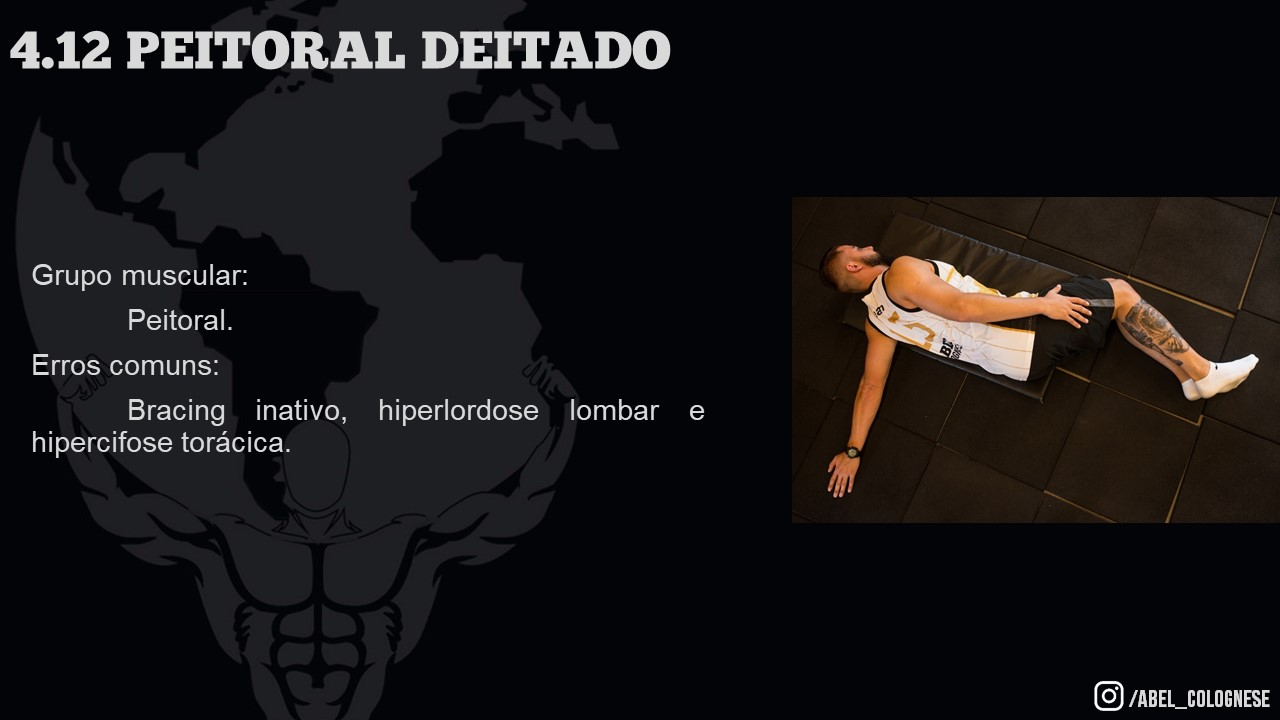 4.12 PEITORAL DEITADO
Grupo muscular:
Peitoral.
Erros comuns:
Bracing inativo, hiperlordose lombar e
hipercifose torácica.
/ABEL_COLOGNESE